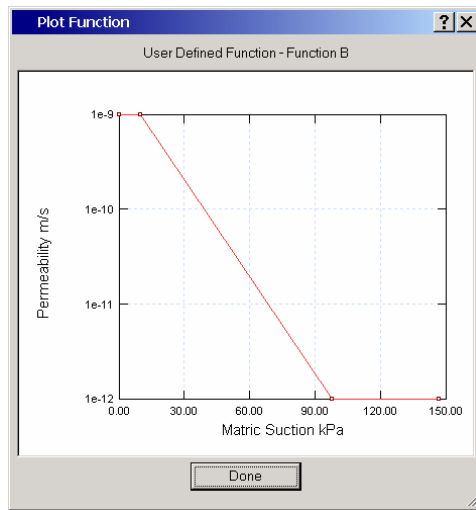 Plot Function
User Defined Function - Function B
Permeability m/s
1e-9
1e-10
1e-11
1e-12
0.00 30.00 60.00 90.00 120.00 150.00
Matric Suction kPa
Done